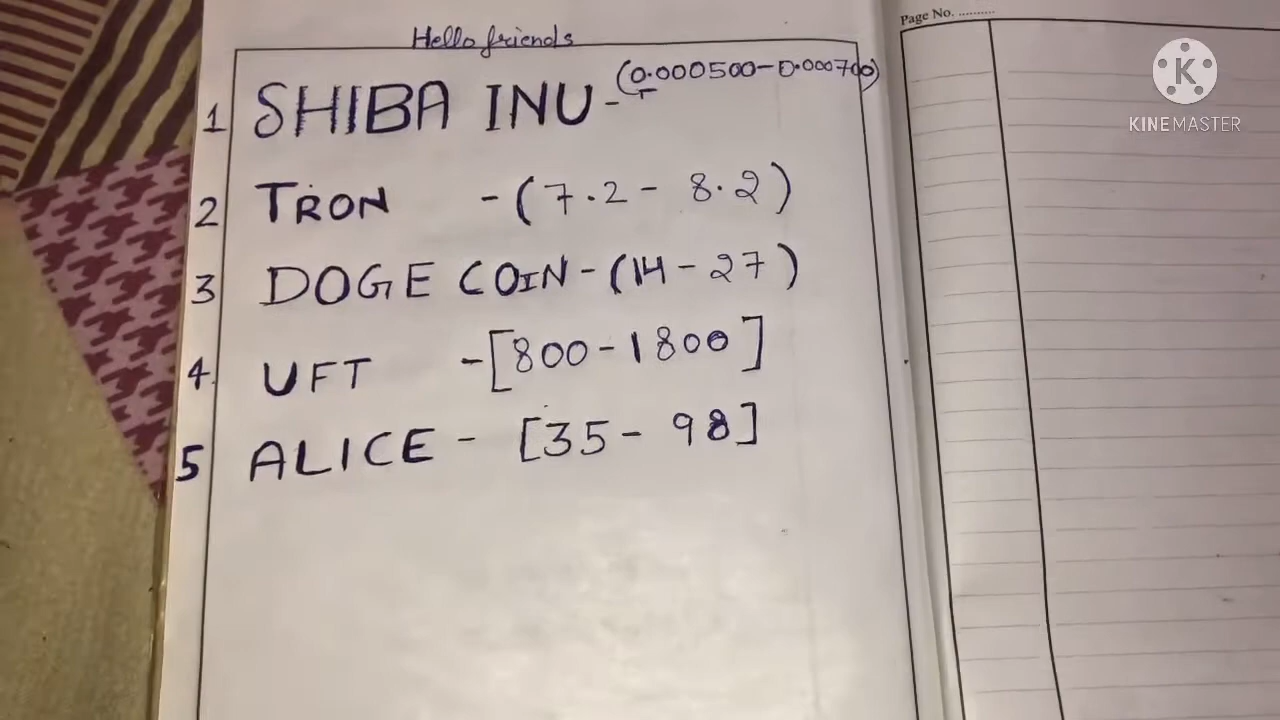 Hello friends
Page No. ..........
1 SHIBA INU - (0.000500-0.000700)
2 TRON - (7.2 - 8.2)
3 DOGE COIN - (14 - 27)
4. UFT - [800 - 1800]
5 ALICE - [35 - 98]
K
KINEMASTER